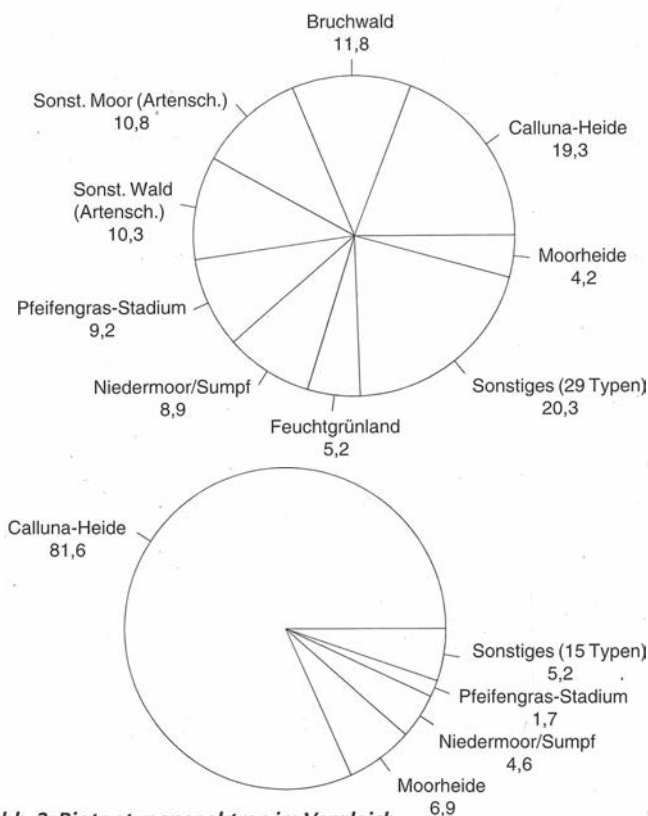 Bruchwald
11,8
Sonst. Moor (Artensch.)
10,8
Calluna-Heide
19,3
Sonst. Wald
(Artensch.)
10,3
Moorheide
4,2
Pfeifengras-Stadium
9,2
Niedermoor/Sumpf
8,9
Sonstiges (29 Typen)
20,3
Feuchtgrünland
5,2
Calluna-Heide
81,6
Sonstiges (15 Typen)
5,2
Pfeifengras-Stadium
1,7
Niedermoor/Sumpf
4,6
Moorheide
6,9